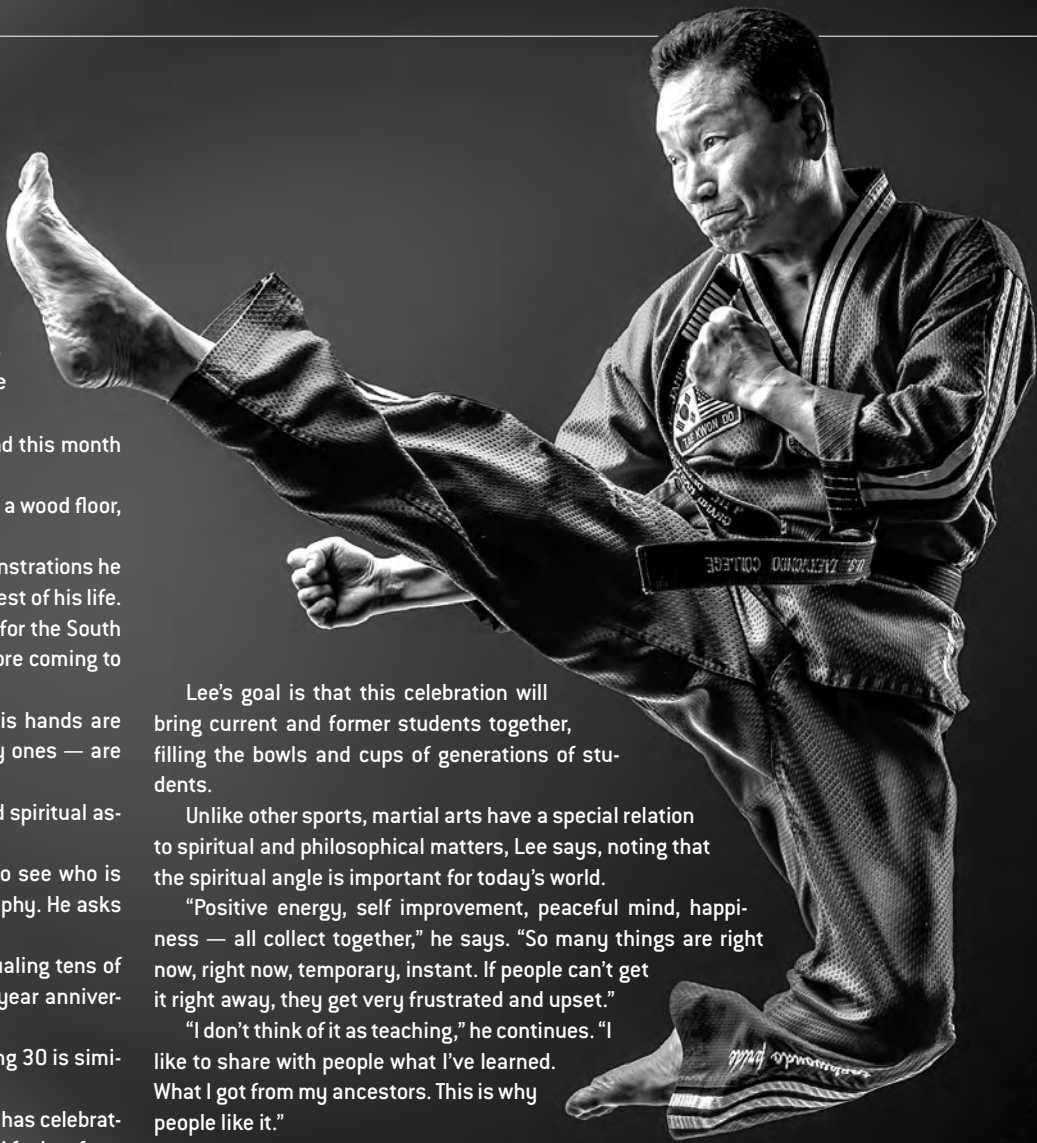 e
nd this month
a wood floor,
nstrations he
est of his life.
for the South
ore coming to
is hands are
y ones — are
d spiritual as-
o see who is
phy. He asks
ualing tens of
year anniver-
ng 30 is simi-
has celebrat-
Lee's goal is that this celebration will
bring current and former students together,
filling the bowls and cups of generations of stu-
dents.
Unlike other sports, martial arts have a special relation
to spiritual and philosophical matters, Lee says, noting that
the spiritual angle is important for today's world.
“Positive energy, self improvement, peaceful mind, happi-
ness — all collect together,” he says. “So many things are right
now, right now, temporary, instant. If people can't get
it right away, they get very frustrated and upset.”
“I don't think of it as teaching,” he continues. “I
like to share with people what I've learned.
What I got from my ancestors. This is why
people like it.”
TAE KWON DO
U.S. TAEKWONDO COLLEGE
taekwondo pride